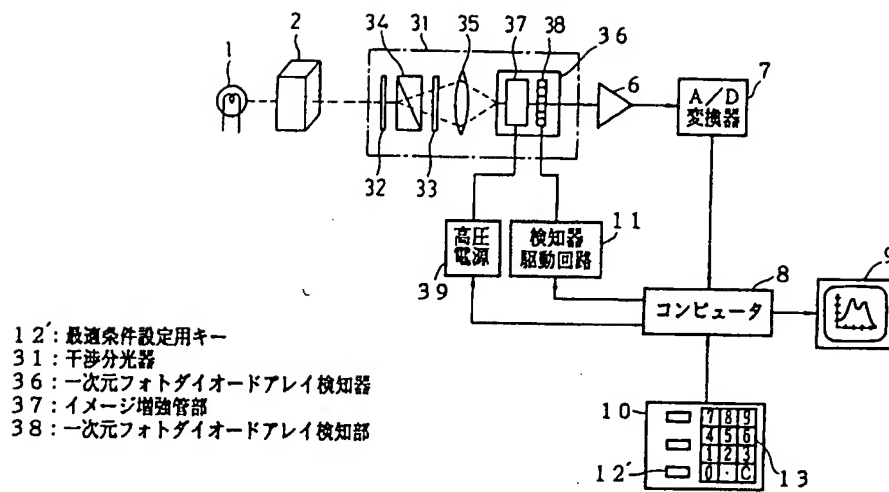 31
36
2
34
35
37
38
1
6
7
A/D
変換器
32
33
11
高圧
電源
検知器
駆動回路
39
8
9
コンピュータ
12′:最適条件設定用キー
31:干渉分光器
36:一次元フォトダイオードアレイ検知器
37:イメージ増強管部
38:一次元フォトダイオードアレイ検知部
10
7 8 9
4 5 6
1 2 3
0 · C
12′
13